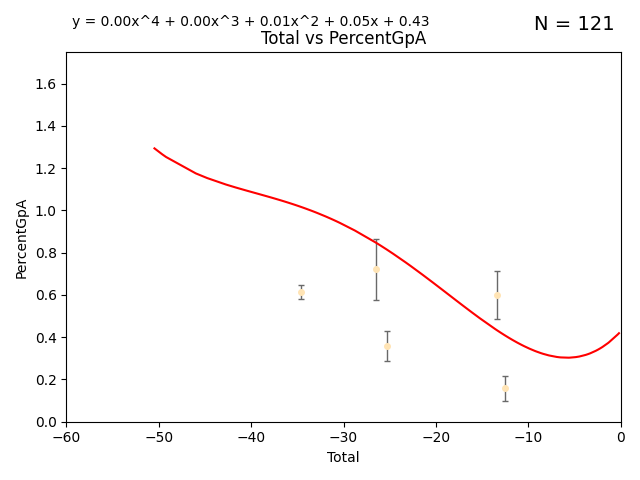 y = 0.00x^4 + 0.00x^3 + 0.01x^2 + 0.05x + 0.43
N = 121
Total vs PercentGpA
PercentGpA
1.6
1.4
1.2
1.0
0.8
0.6
0.4
0.2
0.0
−60 −50 −40 −30 −20 −10 0
Total